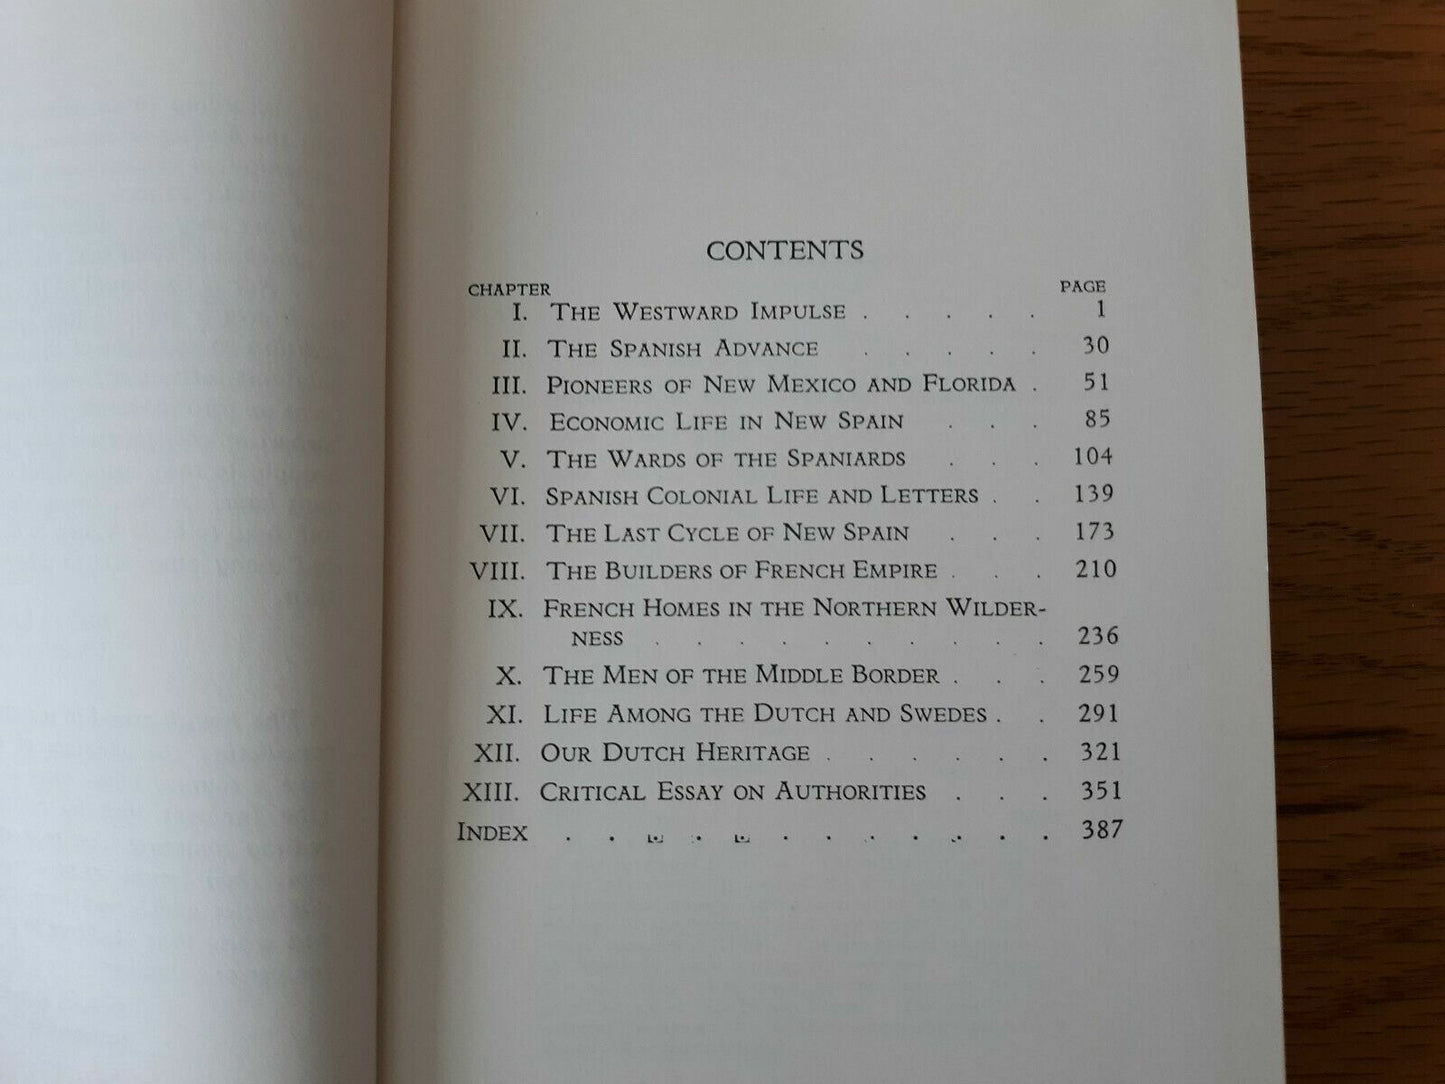 CONTENTS
CHAPTER PAGE
I. THE WESTWARD IMPULSE . . . . . 1
II. THE SPANISH ADVANCE . . . . . 30
III. PIONEERS OF NEW MEXICO AND FLORIDA . 51
IV. ECONOMIC LIFE IN NEW SPAIN . . . 85
V. THE WARDS OF THE SPANIARDS . . . 104
VI. SPANISH COLONIAL LIFE AND LETTERS . . 139
VII. THE LAST CYCLE OF NEW SPAIN . . . 173
VIII. THE BUILDERS OF FRENCH EMPIRE . . . 210
IX. FRENCH HOMES IN THE NORTHERN WILDER-
NESS . . . . . . . . . . 236
X. THE MEN OF THE MIDDLE BORDER . . . 259
XI. LIFE AMONG THE DUTCH AND SWEDES . . 291
XII. OUR DUTCH HERITAGE . . . . . . 321
XIII. CRITICAL ESSAY ON AUTHORITIES . . . 351
INDEX . . . . . . . . . . . . 387